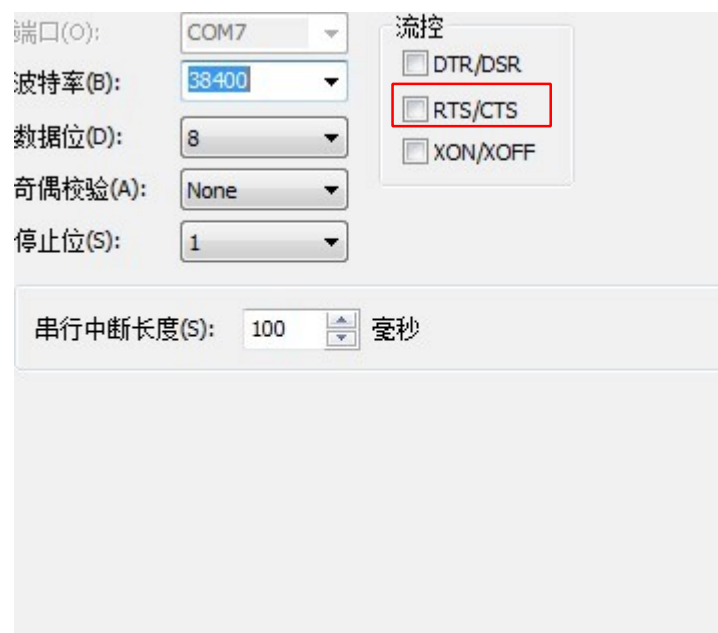 端口(O): COM7
波特率(B): 38400
数据位(D): 8
奇偶校验(A): None
停止位(S): 1
流控
DTR/DSR
RTS/CTS
XON/XOFF
串行中断长度(S): 100 毫秒